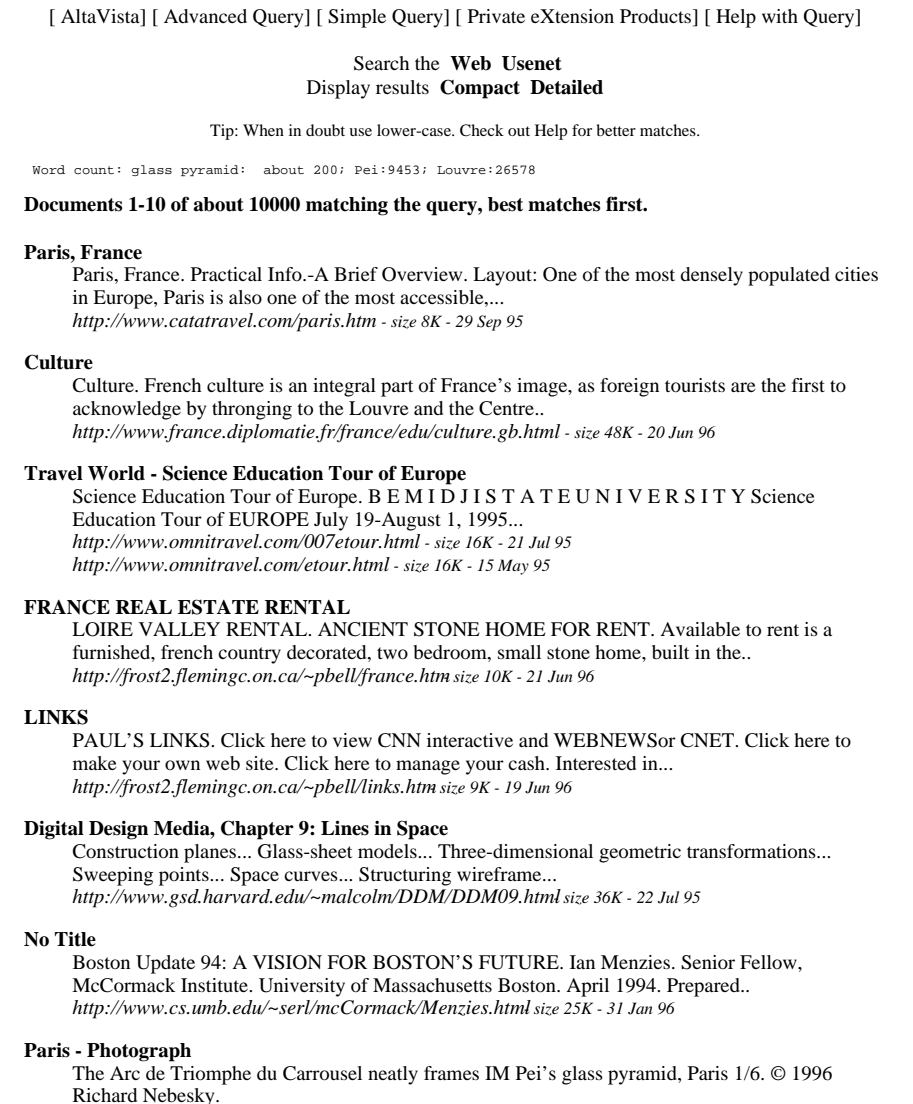 [ AltaVista] [ Advanced Query] [ Simple Query] [ Private eXtension Products] [ Help with Query]
Search the Web Usenet
Display results Compact Detailed
Tip: When in doubt use lower-case. Check out Help for better matches.
Word count: glass pyramid: about 200; Pei:9453; Louvre:26578
Documents 1-10 of about 10000 matching the query, best matches first.
Paris, France
Paris, France. Practical Info.-A Brief Overview. Layout: One of the most densely populated cities
in Europe, Paris is also one of the most accessible,...
http://www.catatravel.com/paris.htm - size 8K - 29 Sep 95
Culture
Culture. French culture is an integral part of France's image, as foreign tourists are the first to
acknowledge by thronging to the Louvre and the Centre..
http://www.france.diplomatie.fr/france/edu/culture.gb.html - size 48K - 20 Jun 96
Travel World - Science Education Tour of Europe
Science Education Tour of Europe. B E M I D J I S T A T E U N I V E R S I T Y Science
Education Tour of EUROPE July 19-August 1, 1995...
http://www.omnitravel.com/007etour.html - size 16K - 21 Jul 95
http://www.omnitravel.com/etour.html - size 16K - 15 May 95
FRANCE REAL ESTATE RENTAL
LOIRE VALLEY RENTAL. ANCIENT STONE HOME FOR RENT. Available to rent is a
furnished, french country decorated, two bedroom, small stone home, built in the..
http://frost2.flemingc.on.ca/~pbell/france.htm - size 10K - 21 Jun 96
LINKS
PAUL'S LINKS. Click here to view CNN interactive and WEBNEWSor CNET. Click here to
make your own web site. Click here to manage your cash. Interested in...
http://frost2.flemingc.on.ca/~pbell/links.htm - size 9K - 19 Jun 96
Digital Design Media, Chapter 9: Lines in Space
Construction planes... Glass-sheet models... Three-dimensional geometric transformations...
Sweeping points... Space curves... Structuring wireframe...
http://www.gsd.harvard.edu/~malcolm/DDM/DDM09.html - size 36K - 22 Jul 95
No Title
Boston Update 94: A VISION FOR BOSTON'S FUTURE. Ian Menzies. Senior Fellow,
McCormack Institute. University of Massachusetts Boston. April 1994. Prepared..
http://www.cs.umb.edu/~serl/mcCormack/Menzies.html - size 25K - 31 Jan 96
Paris - Photograph
The Arc de Triomphe du Carrousel neatly frames IM Pei's glass pyramid, Paris 1/6. © 1996
Richard Nebesky.